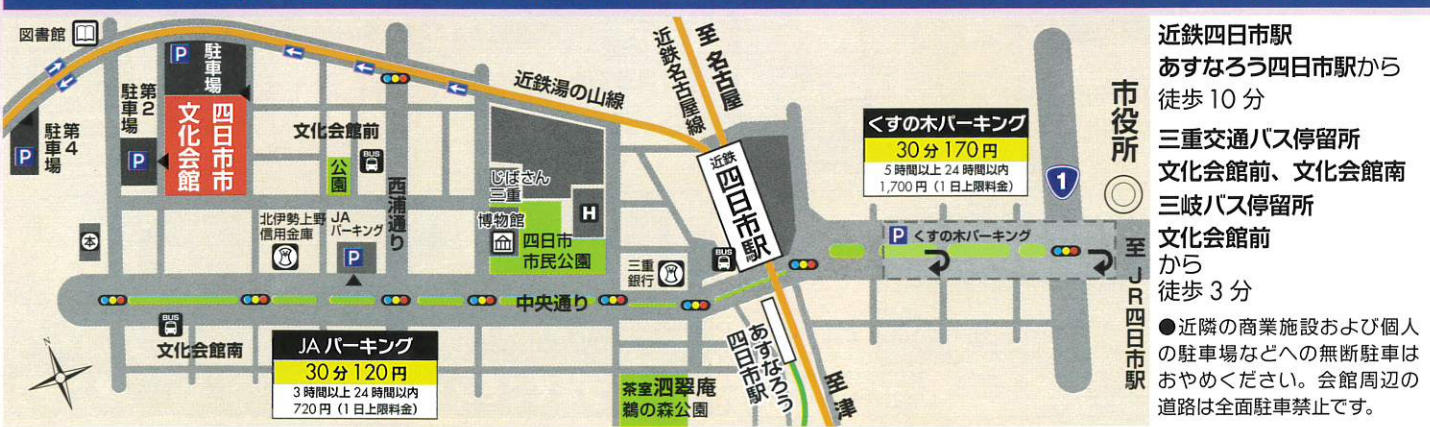 図書館
P
駐車場
第2
駐車場
P
第4
駐車場
P
四日市市
文化会館
文化会館前
BUS
公園
西浦通り
近鉄湯の山線
近鉄名古屋線
至 名古屋
北伊勢上野
信用金庫
JA
パーキング
P
じばさん
三重
博物館
H
四日市
市民公園
三重
銀行
BUS
近鉄
四日市駅
中央通り
BUS
文化会館南
JAパーキング
30分120円
3時間以上24時間以内
720円（1日上限料金）
茶室泗翠庵
鵜の森公園
あすなろう
四日市駅
至 津
くすの木パーキング
30分170円
5時間以上24時間以内
1,700円（1日上限料金）
P くすの木パーキング
1
市役所
至 JR四日市駅
N
近鉄四日市駅
あすなろう四日市駅から
徒歩10分
三重交通バス停留所
文化会館前、文化会館南
三岐バス停留所
文化会館前
から
徒歩3分
●近隣の商業施設および個人
の駐車場などへの無断駐車は
おやめください。会館周辺の
道路は全面駐車禁止です。